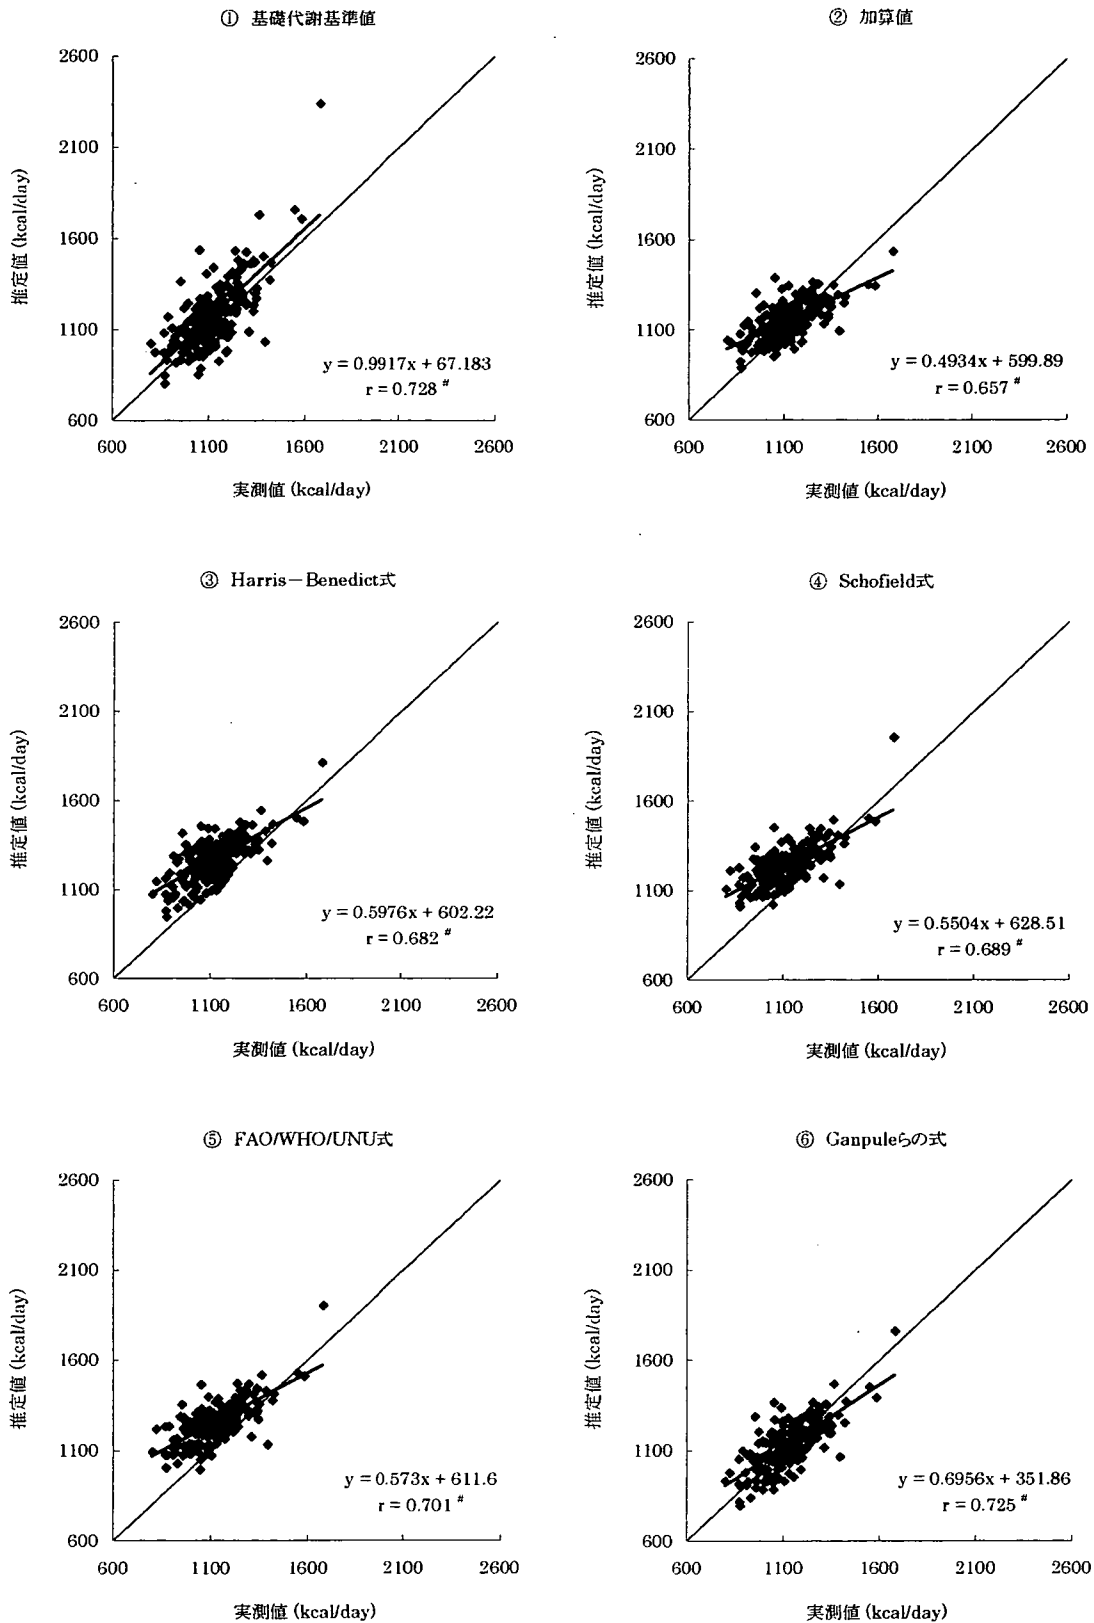 ① 基礎代謝基準値
2600
2100
1600
1100
600
推定値 (kcal/day)
y = 0.9917x + 67.183
r = 0.728 #
600 1100 1600 2100 2600
実測値 (kcal/day)
② 加算値
2600
2100
1600
1100
600
推定値 (kcal/day)
y = 0.4934x + 599.89
r = 0.657 #
600 1100 1600 2100 2600
実測値 (kcal/day)
③ Harris－Benedict式
2600
2100
1600
1100
600
推定値 (kcal/day)
y = 0.5976x + 602.22
r = 0.682 #
600 1100 1600 2100 2600
実測値 (kcal/day)
④ Schofield式
2600
2100
1600
1100
600
推定値 (kcal/day)
y = 0.5504x + 628.51
r = 0.689 #
600 1100 1600 2100 2600
実測値 (kcal/day)
⑤ FAO/WHO/UNU式
2600
2100
1600
1100
600
推定値 (kcal/day)
y = 0.573x + 611.6
r = 0.701 #
600 1100 1600 2100 2600
実測値 (kcal/day)
⑥ Ganpuleらの式
2600
2100
1600
1100
600
推定値 (kcal/day)
y = 0.6956x + 351.86
r = 0.725 #
600 1100 1600 2100 2600
実測値 (kcal/day)